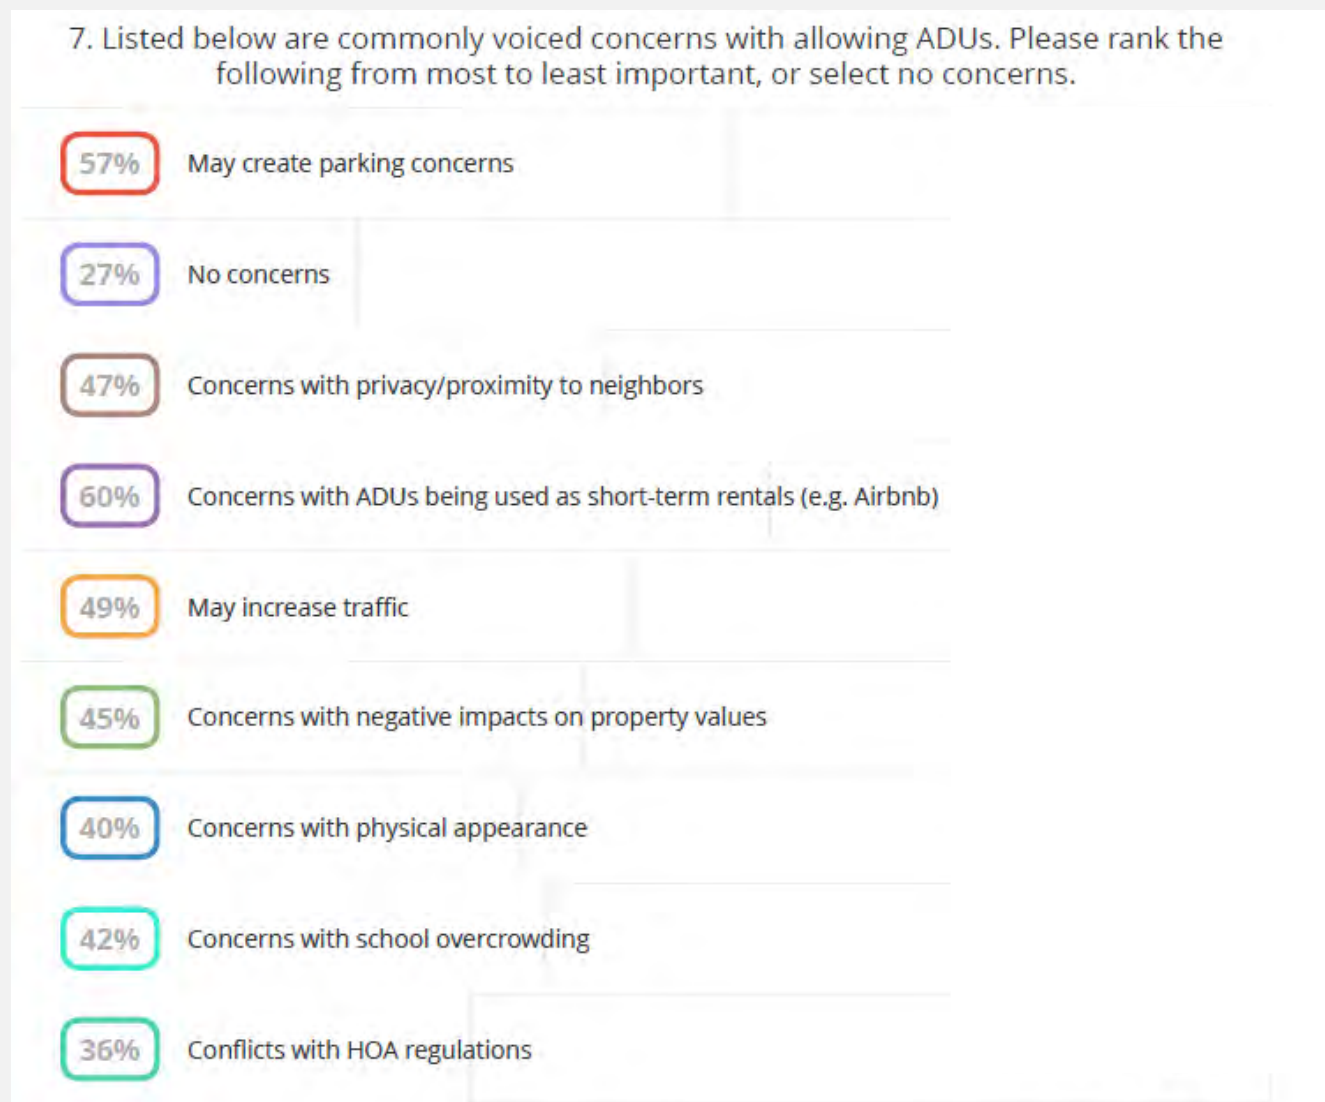 7. Listed below are commonly voiced concerns with allowing ADUs. Please rank the
following from most to least important, or select no concerns.
57% May create parking concerns
27% No concerns
47% Concerns with privacy/proximity to neighbors
60% Concerns with ADUs being used as short-term rentals (e.g. Airbnb)
49% May increase traffic
45% Concerns with negative impacts on property values
40% Concerns with physical appearance
42% Concerns with school overcrowding
36% Conflicts with HOA regulations